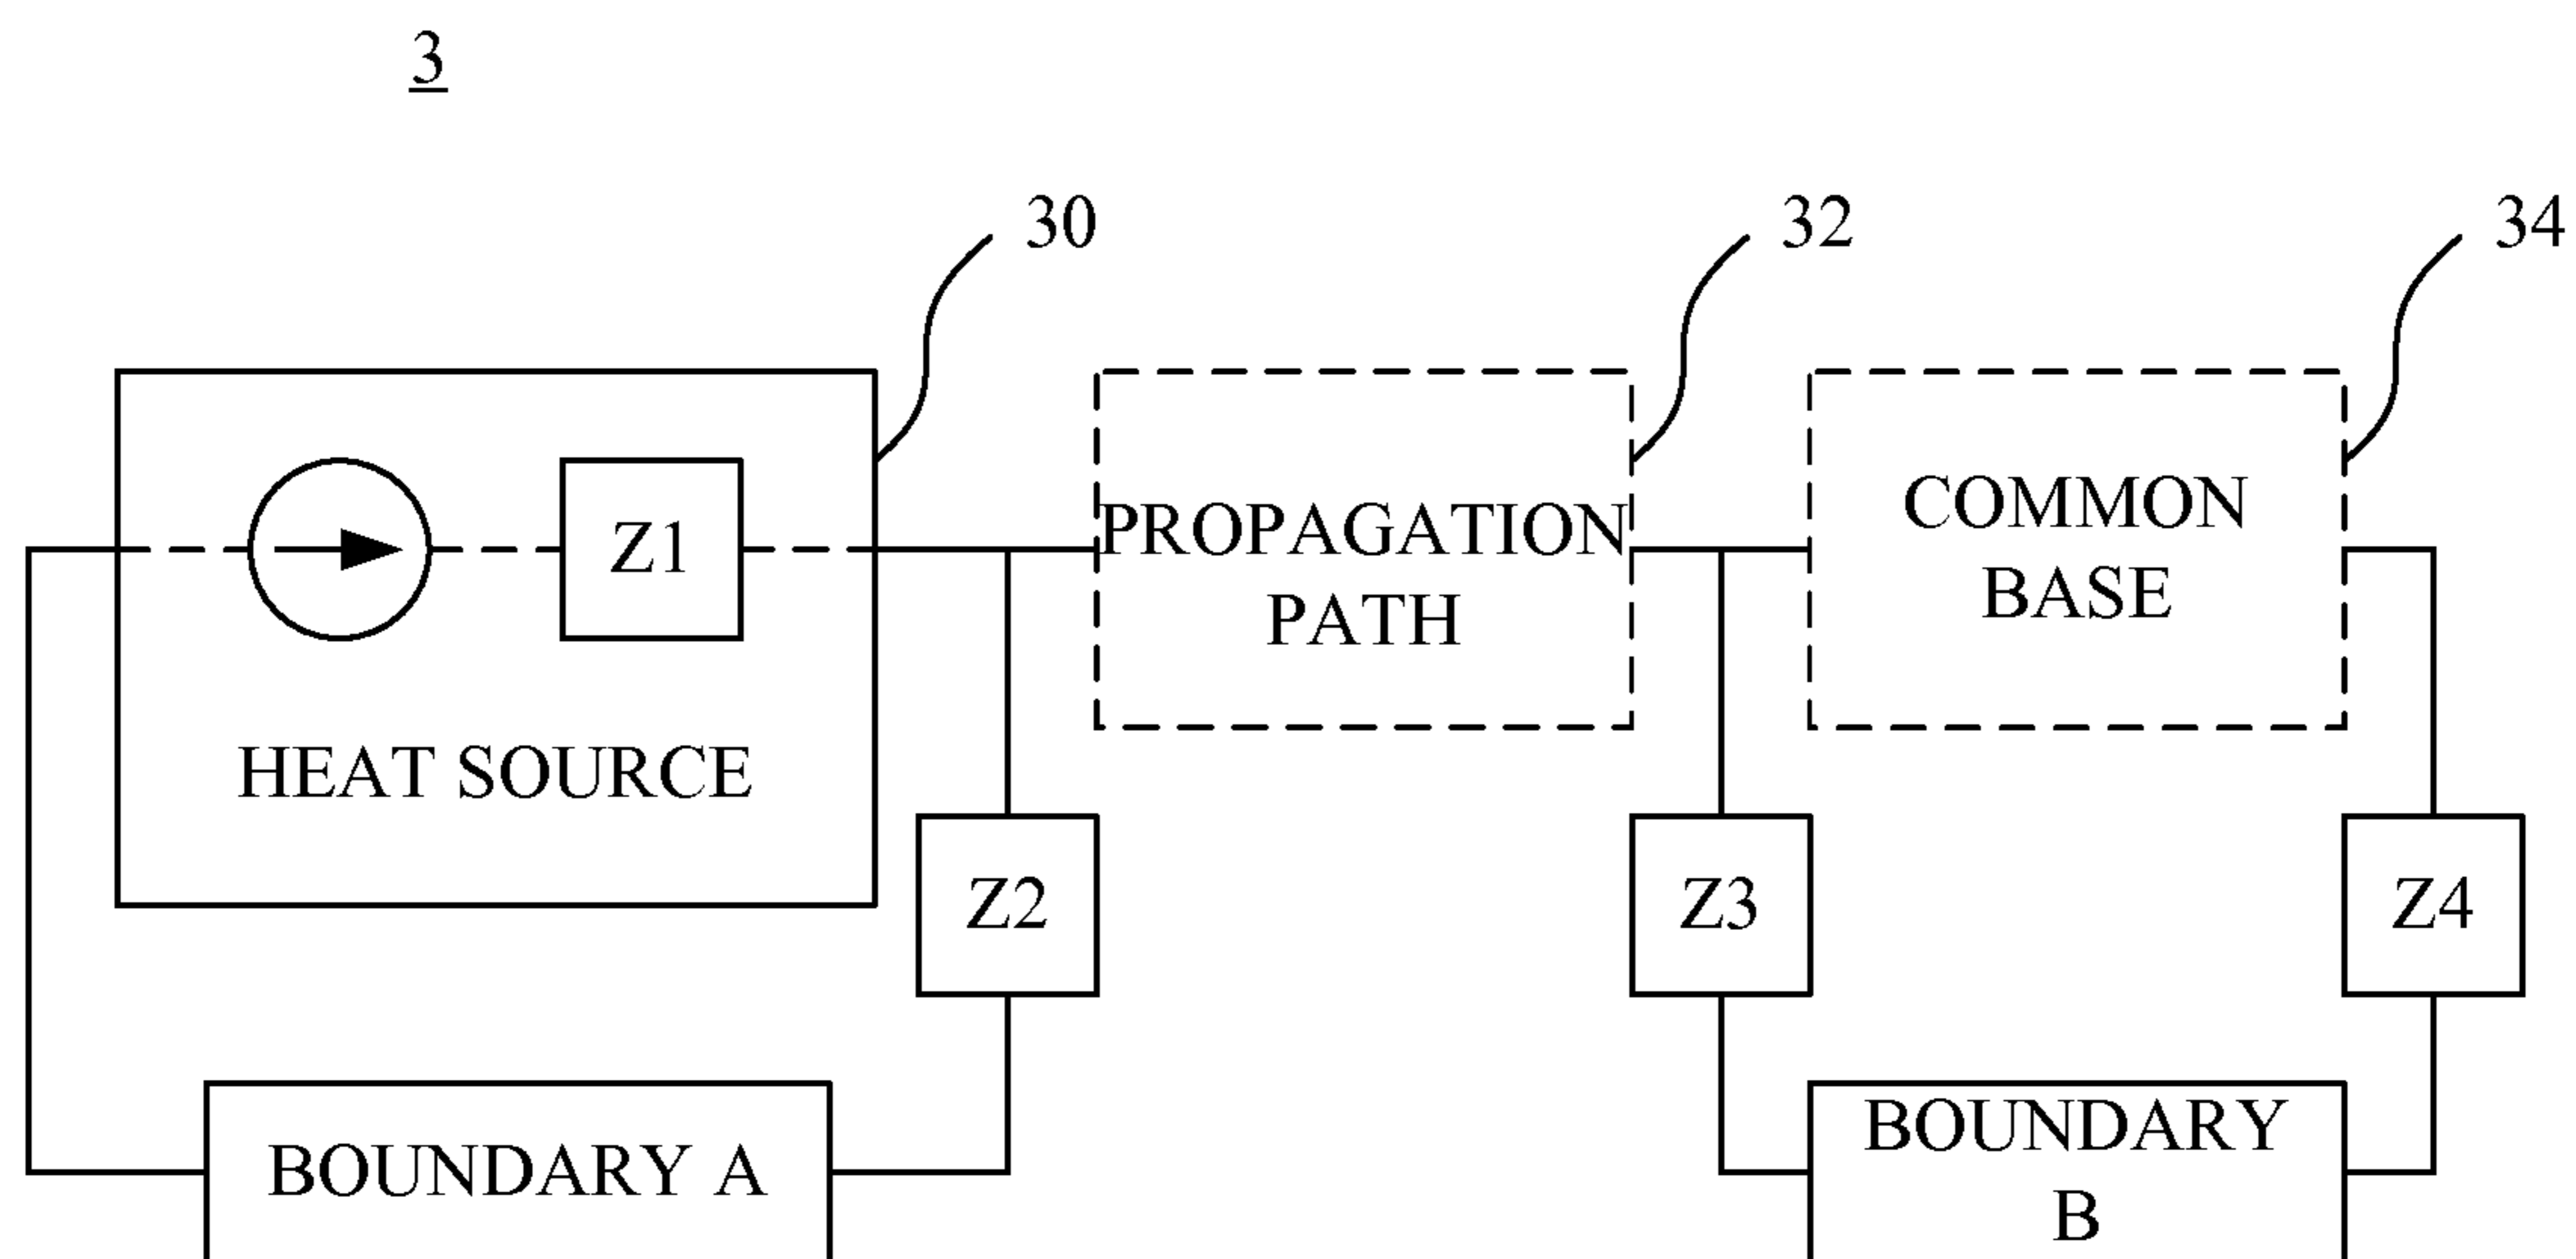 3
30
32
34
Z1
HEAT SOURCE
PROPAGATION
PATH
COMMON
BASE
Z2
Z3
Z4
BOUNDARY A
BOUNDARY
B